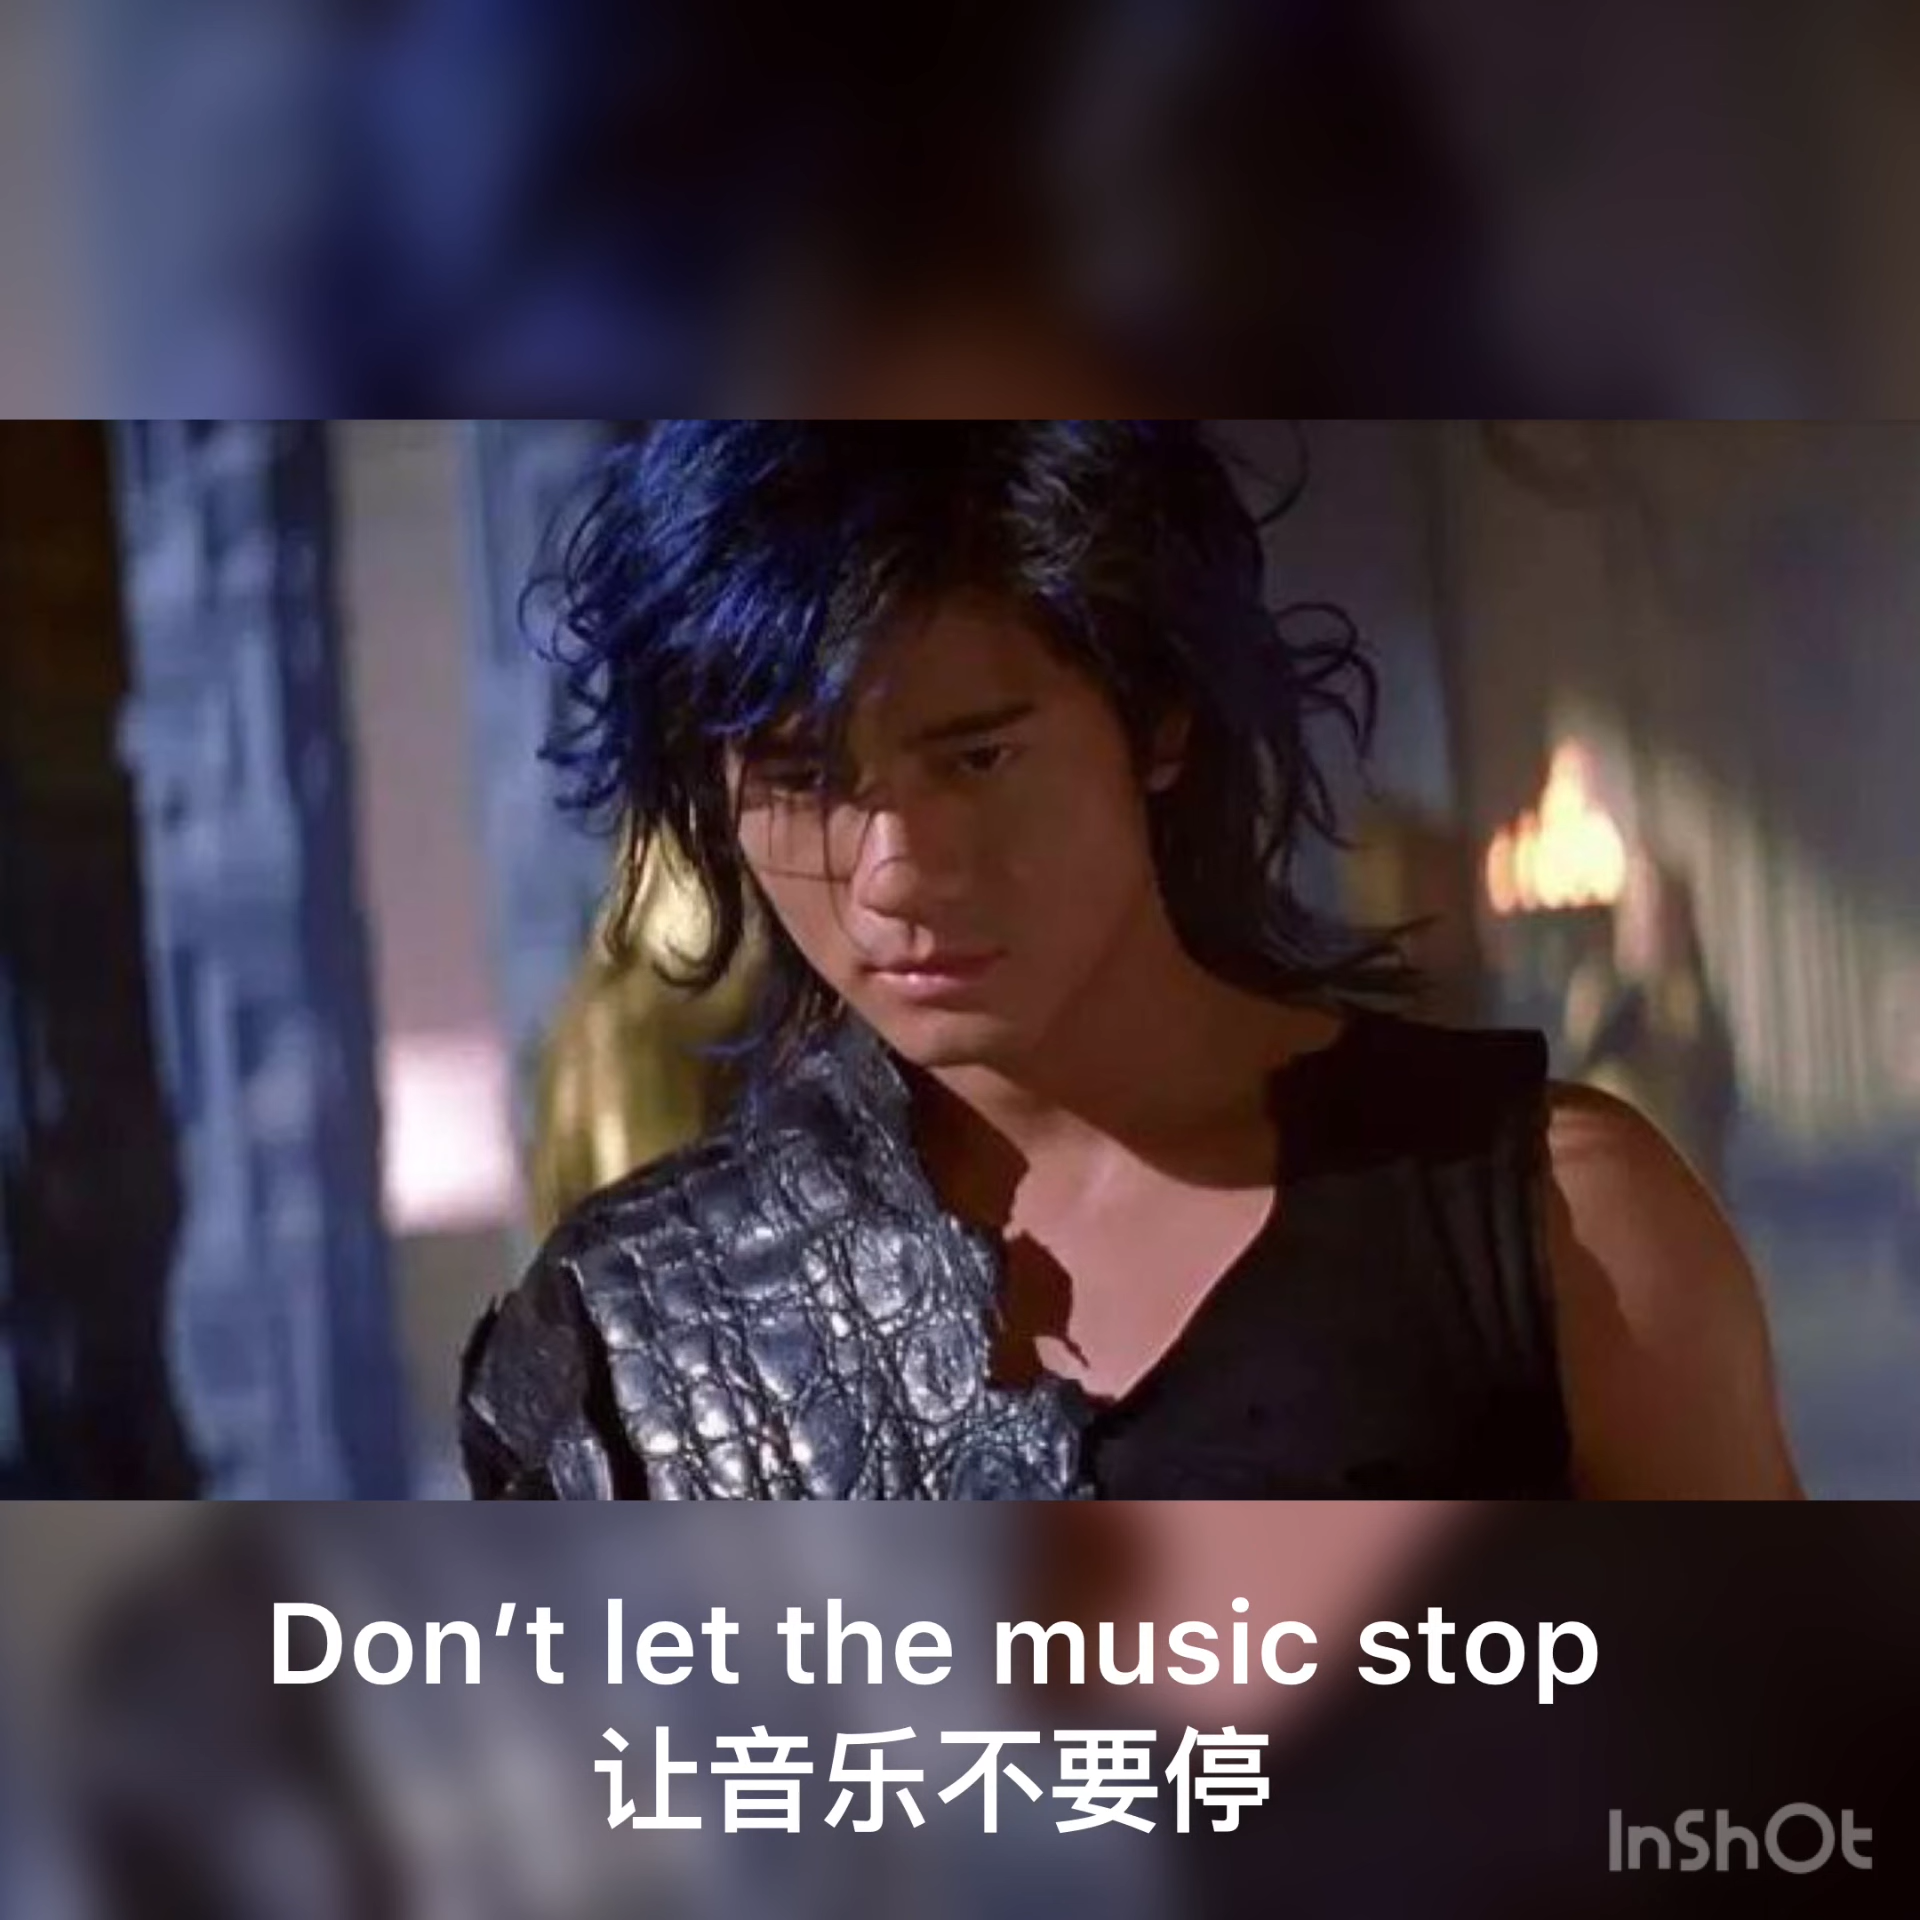 Don’t let the music stop
让音乐不要停
InShOt